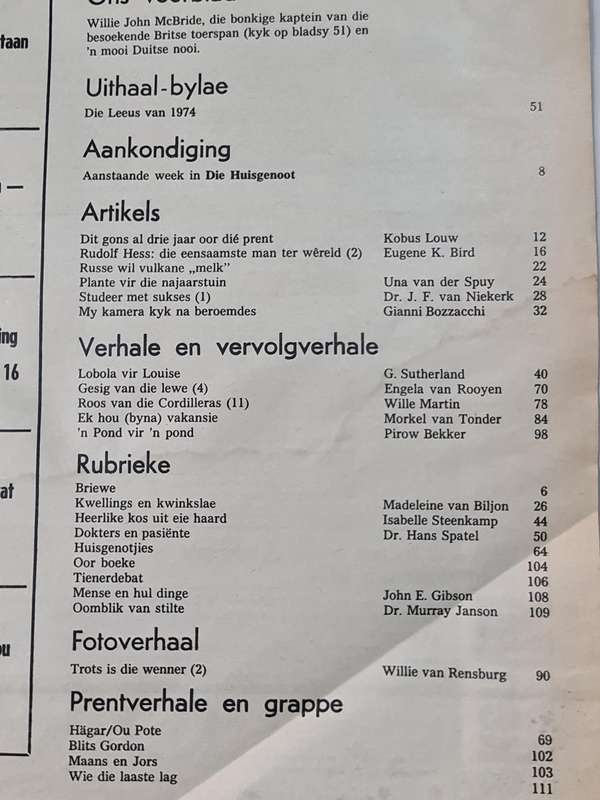 Ons voorblad
Willie John McBride, die bonkige kaptein van die
besoekende Britse toerspan (kyk op bladsy 51) en
'n mooi Duitse nooi.
Uithaal-bylae
Die Leeus van 1974 51
Aankondiging
Aanstaande week in Die Huisgenoot 8
Artikels
Dit gons al drie jaar oor dié prent Kobus Louw 12
Rudolf Hess: die eensaamste man ter wêreld (2) Eugene K. Bird 16
Russe wil vulkane „melk” 22
Plante vir die najaarstuin Una van der Spuy 24
Studeer met sukses (1) Dr. J. F. van Niekerk 28
My kamera kyk na beroemdes Gianni Bozzacchi 32
Verhale en vervolgverhale
Lobola vir Louise G. Sutherland 40
Gesig van die lewe (4) Engela van Rooyen 70
Roos van die Cordilleras (11) Wille Martin 78
Ek hou (byna) vakansie Morkel van Tonder 84
'n Pond vir 'n pond Pirow Bekker 98
Rubrieke
Briewe 6
Kwellings en kwinkslae Madeleine van Biljon 26
Heerlike kos uit eie haard Isabelle Steenkamp 44
Dokters en pasiënte Dr. Hans Spatel 50
Huisgenotjies 64
Oor boeke 104
Tienerdebat 106
Mense en hul dinge John E. Gibson 108
Oomblik van stilte Dr. Murray Janson 109
Fotoverhaal
Trots is die wenner (2) Willie van Rensburg 90
Prentverhale en grappe
Hägar/Ou Pote 69
Blits Gordon 102
Maans en Jors 103
Wie die laaste lag 111
taan
—
ing
16
at
ou